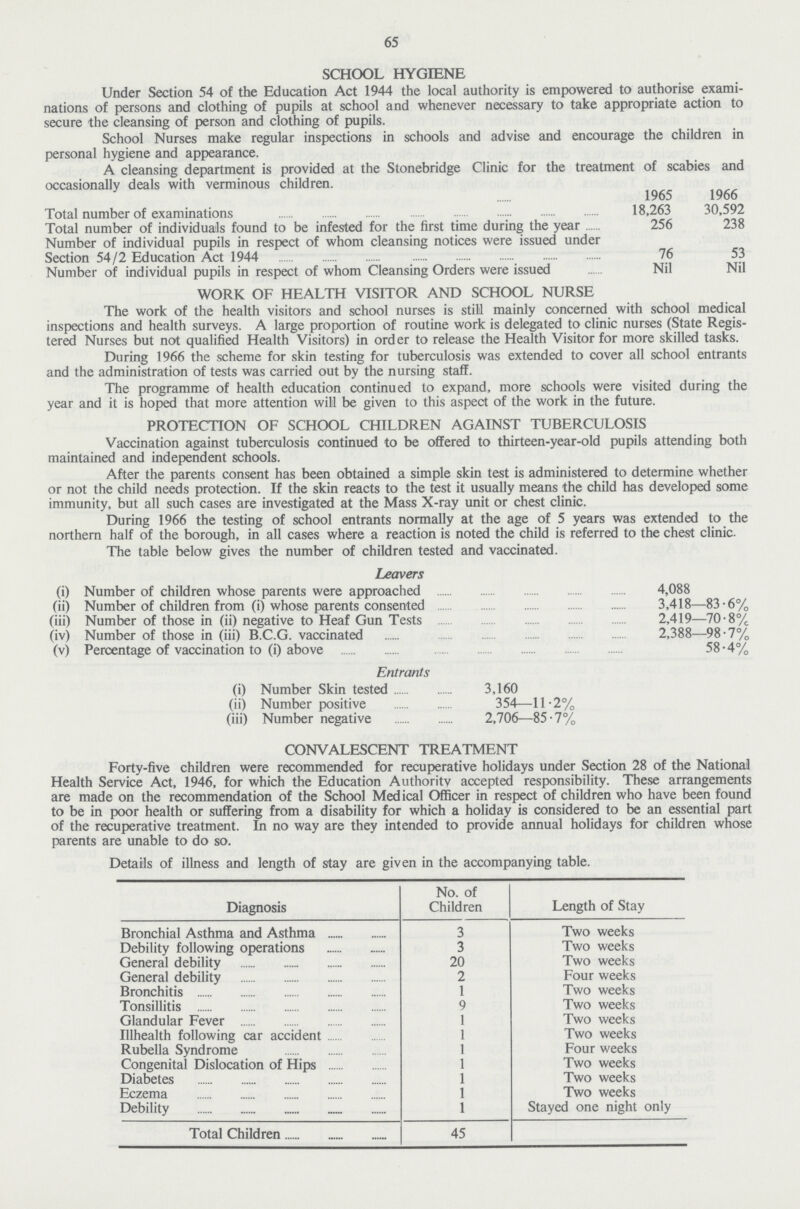 65
SCHOOL HYGIENE
Under Section 54 of the Education Act 1944 the local authority is empowered to authorise exami-
nations of persons and clothing of pupils at school and whenever necessary to take appropriate action to
secure the cleansing of person and clothing of pupils.
School Nurses make regular inspections in schools and advise and encourage the children in
personal hygiene and appearance.
A cleansing department is provided at the Stonebridge Clinic for the treatment of scabies and
occasionally deals with verminous children.
1965 1966
Total number of examinations 18,263 30,592
Total number of individuals found to be infested for the first time during the year 256 238
Number of individual pupils in respect of whom cleansing notices were issued under
Section 54/2 Education Act 1944 76 53
Number of individual pupils in respect of whom Cleansing Orders were issued Nil Nil
WORK OF HEALTH VISITOR AND SCHOOL NURSE
The work of the health visitors and school nurses is still mainly concerned with school medical
inspections and health surveys. A large proportion of routine work is delegated to clinic nurses (State Regis-
tered Nurses but not qualified Health Visitors) in order to release the Health Visitor for more skilled tasks.
During 1966 the scheme for skin testing for tuberculosis was extended to cover all school entrants
and the administration of tests was carried out by the nursing staff.
The programme of health education continued to expand, more schools were visited during the
year and it is hoped that more attention will be given to this aspect of the work in the future.
PROTECTION OF SCHOOL CHILDREN AGAINST TUBERCULOSIS
Vaccination against tuberculosis continued to be offered to thirteen-year-old pupils attending both
maintained and independent schools.
After the parents consent has been obtained a simple skin test is administered to determine whether
or not the child needs protection. If the skin reacts to the test it usually means the child has developed some
immunity, but all such cases are investigated at the Mass X-ray unit or chest clinic.
During 1966 the testing of school entrants normally at the age of 5 years was extended to the
northern half of the borough, in all cases where a reaction is noted the child is referred to the chest clinic.
The table below gives the number of children tested and vaccinated.
Leavers
(i) Number of children whose parents were approached 4,088
(ii) Number of children from (i) whose parents consented 3,418—83·6%
(iii) Number of those in (ii) negative to Heaf Gun Tests 2,419—70·8%
(iv) Number of those in (iii) B.C.G. vaccinated 2,388—98·7%
(v) Percentage of vaccination to (i) above 58·4%
Entrants
(i) Number Skin tested 3,160
(ii) Number positive 354—11·2%
(iii) Number negative 2,706—85·7%
CONVALESCENT TREATMENT
Forty-five children were recommended for recuperative holidays under Section 28 of the National
Health Service Act, 1946, for which the Education Authority accepted responsibility. These arrangements
are made on the recommendation of the School Medical Officer in respect of children who have been found
to be in poor health or suffering from a disability for which a holiday is considered to be an essential part
of the recuperative treatment. In no way are they intended to provide annual holidays for children whose
parents are unable to do so.
Details of illness and length of stay are given in the accompanying table.
Diagnosis No. of Children Length of Stay
Bronchial Asthma and Asthma 3 Two weeks
Debility following operations 3 Two weeks
General debility 20 Two weeks
General debility 2 Four weeks
Bronchitis 1 Two weeks
Tonsillitis 9 Two weeks
Glandular Fever 1 Two weeks
Illhealth following car accident 1 Two weeks
Rubella Syndrome 1 Four weeks
Congenital Dislocation of Hips 1 Two weeks
Diabetes 1 Two weeks
Eczema 1 Two weeks
Debility 1 Stayed one night only
Total Children 45